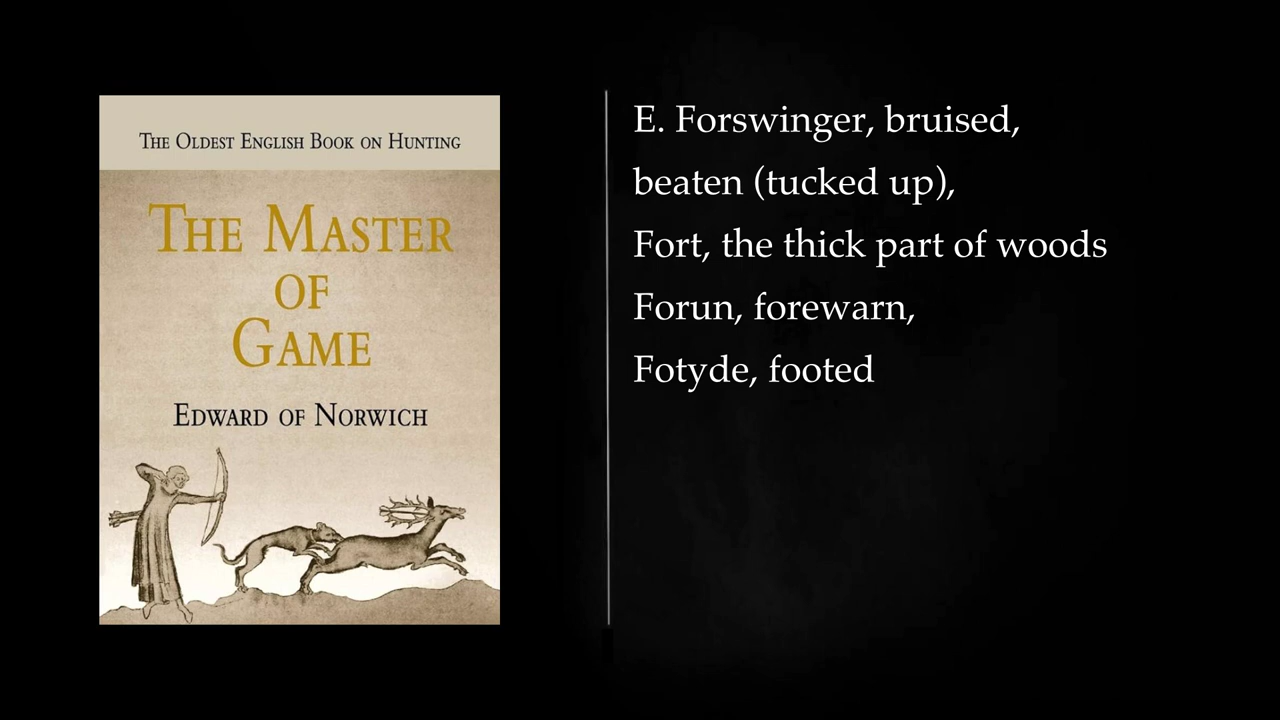 The Oldest English Book on Hunting
The Master
of
Game
Edward of Norwich
E. Forswinger, bruised,
beaten (tucked up),
Fort, the thick part of woods
Forun, forewarn,
Fotyde, footed